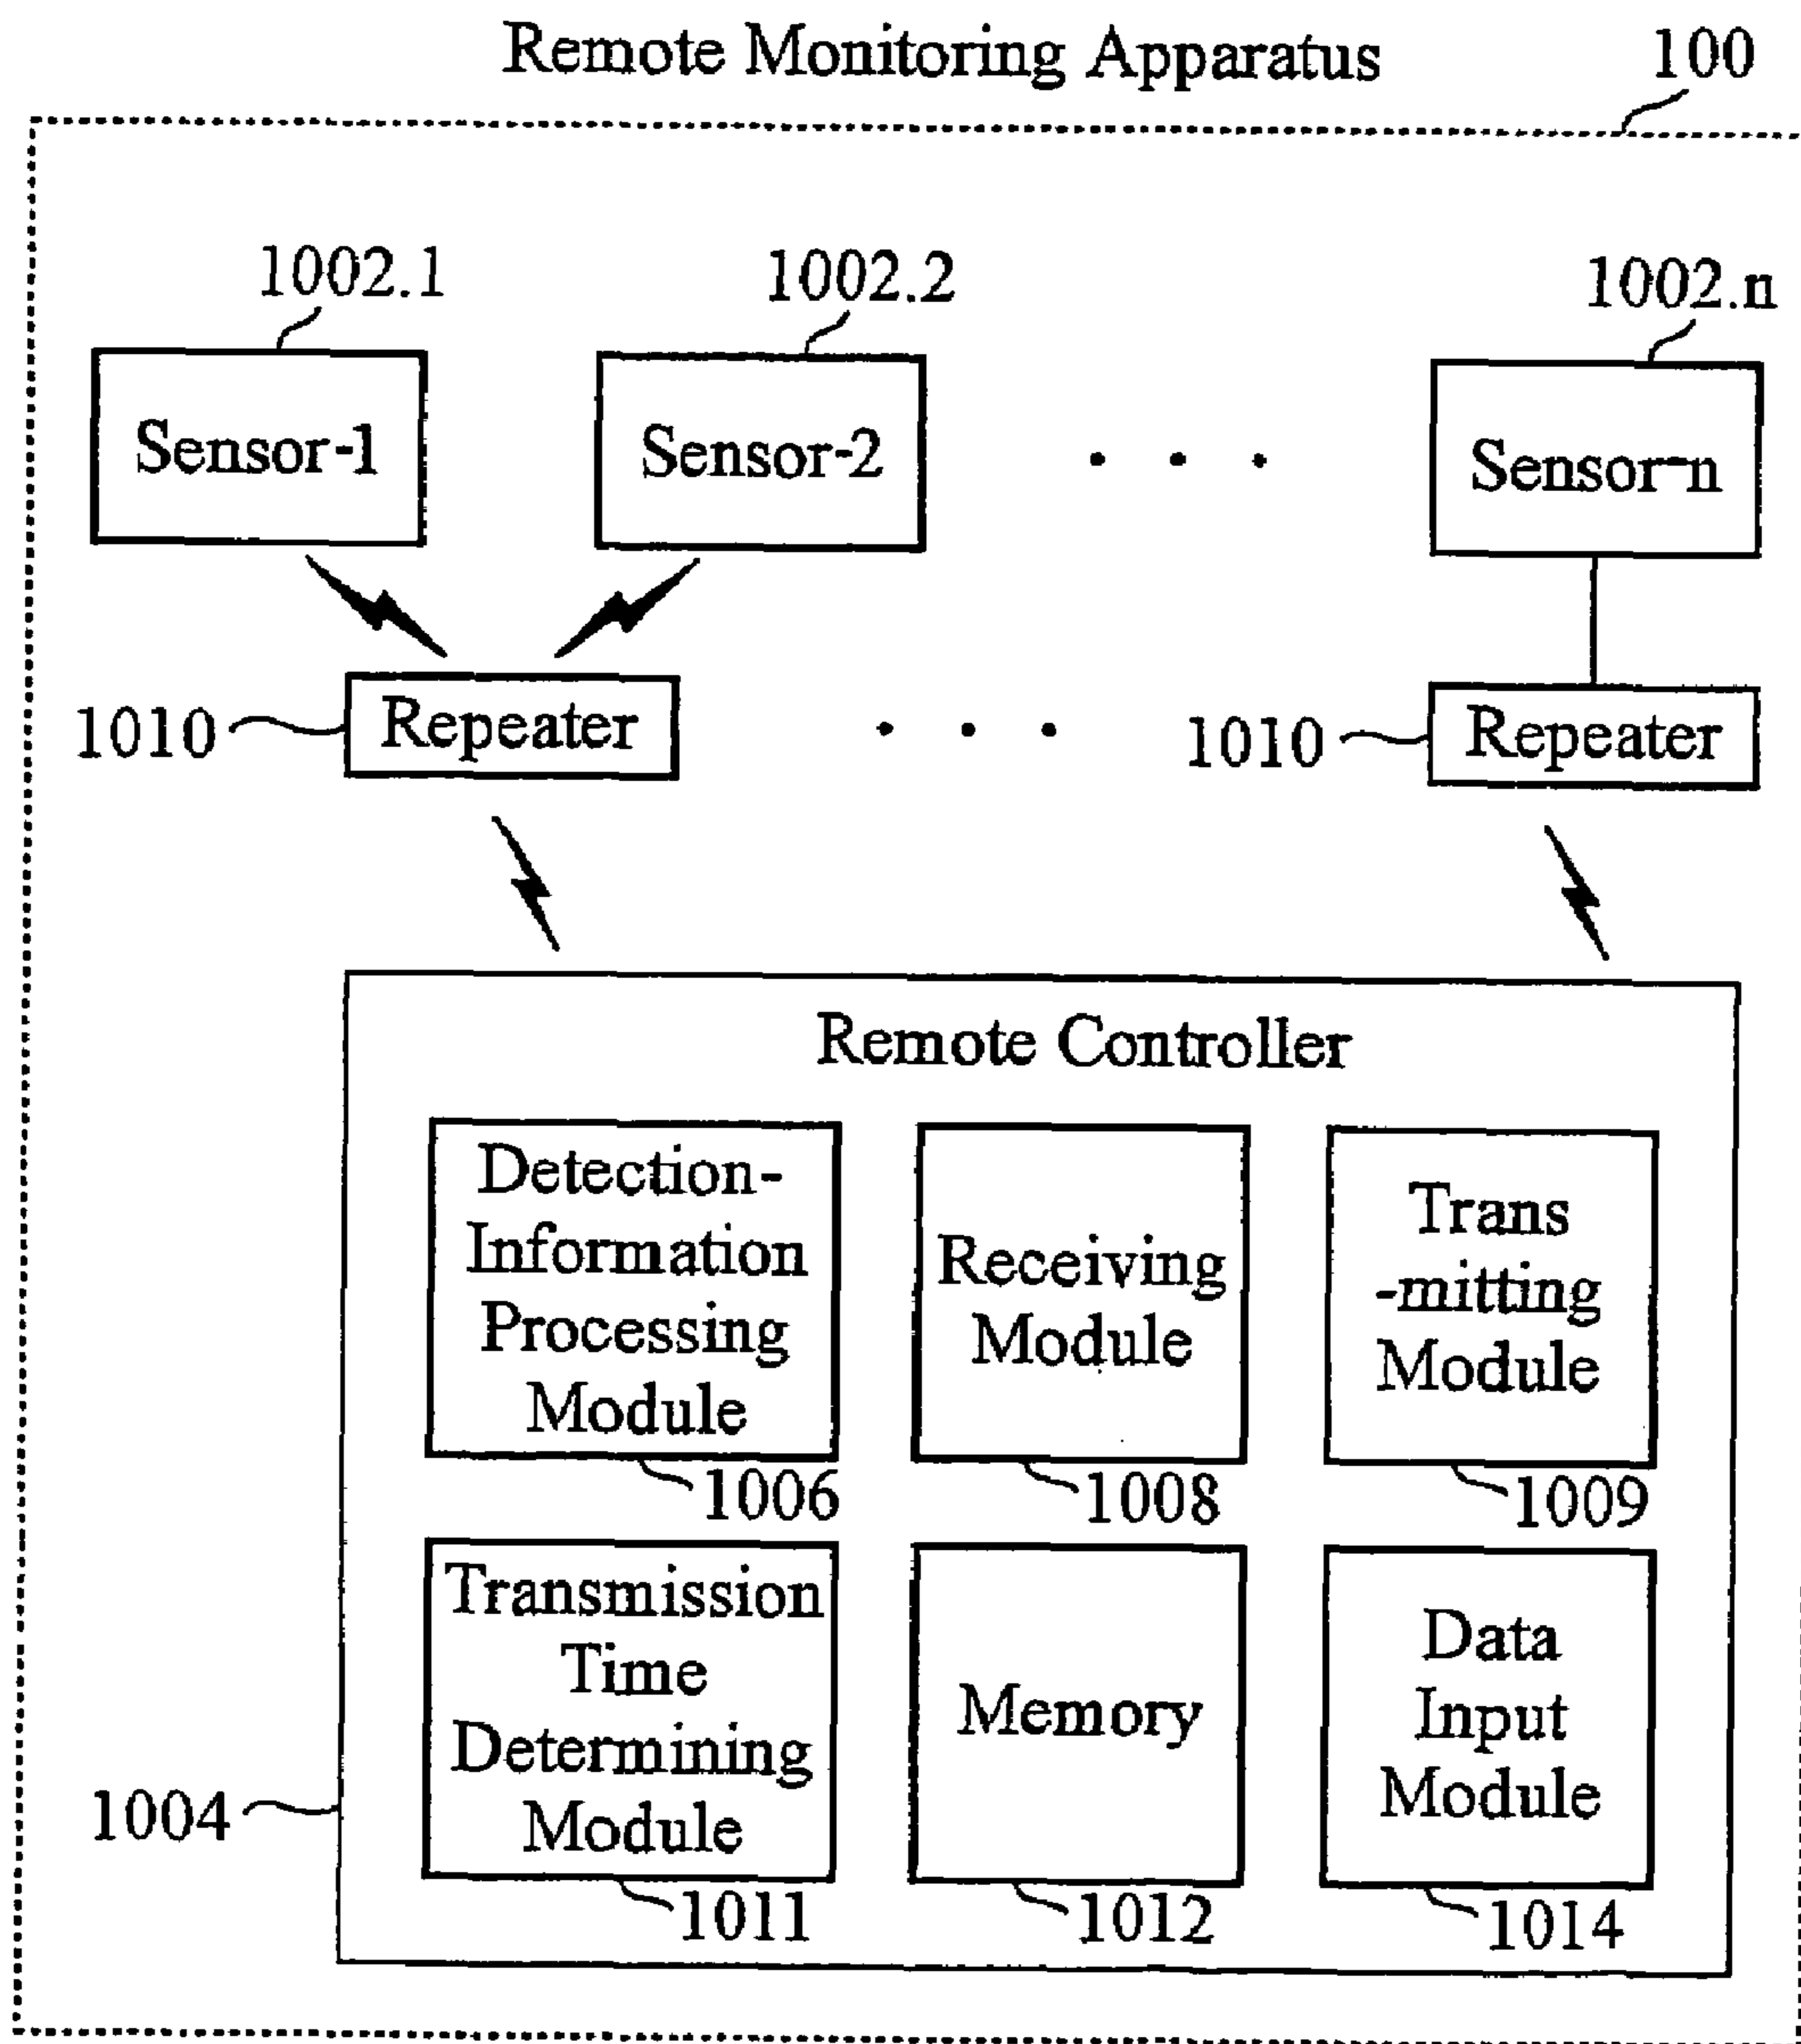 Remote Monitoring Apparatus
100
1002.1
1002.2
1002.n
Sensor-1
Sensor-2
. . .
Sensor-n
1010
Repeater
. . .
1010
Repeater
Remote Controller
Detection-
Information
Processing
Module
1006
Receiving
Module
1008
Trans
-mitting
Module
1009
Transmission
Time
Determining
Module
1011
Memory
1012
Data
Input
Module
1014
1004